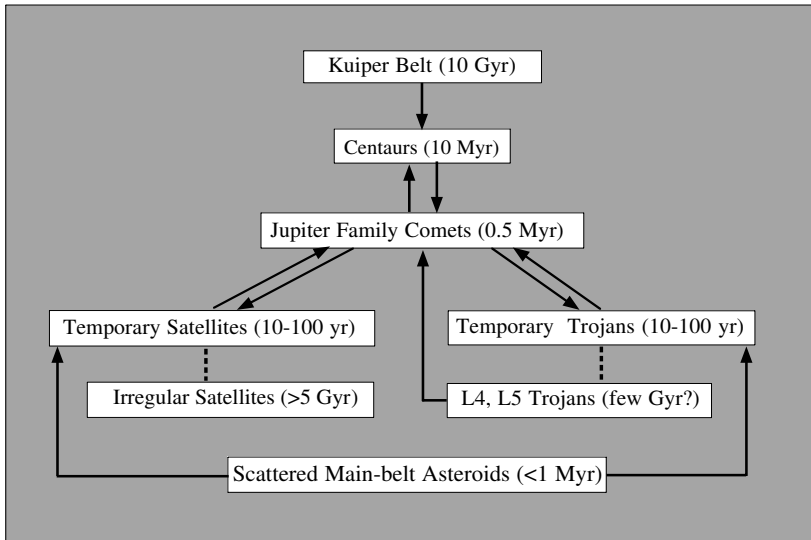 Kuiper Belt (10 Gyr)
Centaurs (10 Myr)
Jupiter Family Comets (0.5 Myr)
Temporary Satellites (10-100 yr)
Temporary Trojans (10-100 yr)
Irregular Satellites (>5 Gyr)
L4, L5 Trojans (few Gyr?)
Scattered Main-belt Asteroids (<1 Myr)